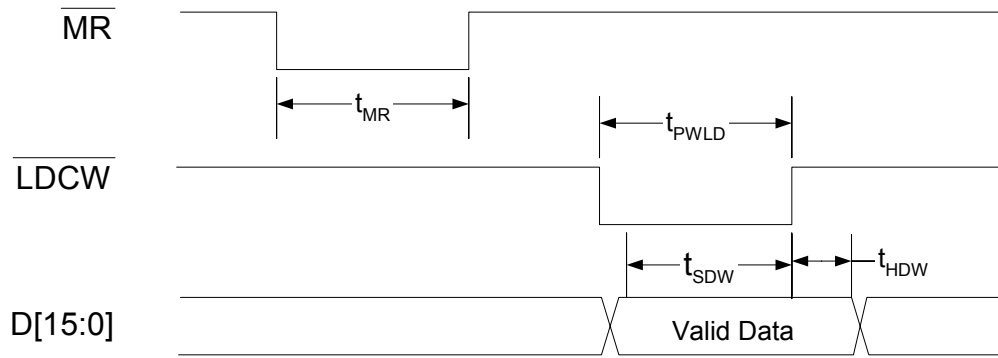 MR
tMR
tPWLD
LDCW
tSDW
tHDW
D[15:0]
Valid Data